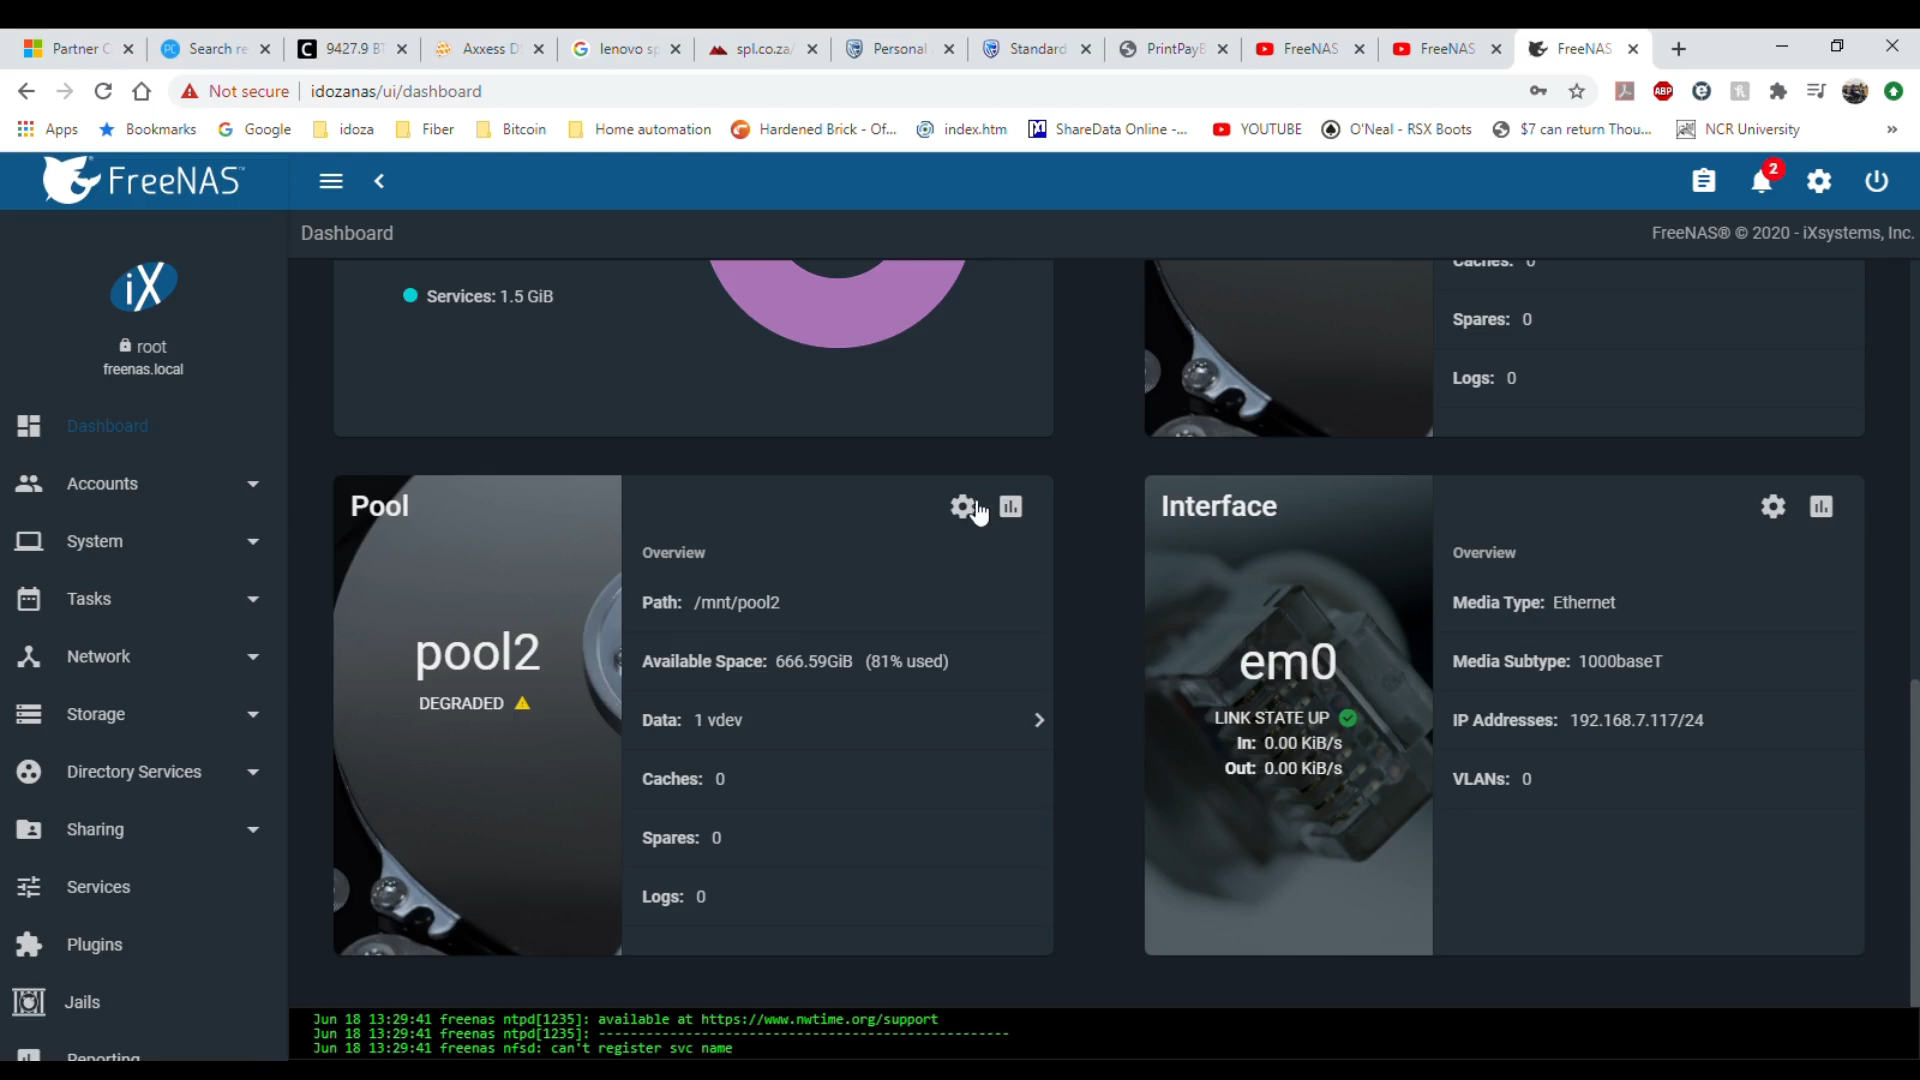 Partner C
Search re
9427.9 BT
Axxess D
lenovo sp
spl.co.za/
Personal
Standard
PrintPayB
FreeNAS
FreeNAS
FreeNAS
Not secure
idozanas/ui/dashboard
ABP
Apps
Bookmarks
Google
idoza
Fiber
Bitcoin
Home automation
Hardened Brick - Of...
index.htm
ShareData Online -...
YOUTUBE
O'Neal - RSX Boots
$7 can return Thou...
NCR University
FreeNAS™
2
Dashboard
FreeNAS® © 2020 - iXsystems, Inc.
iX
root
freenas.local
Dashboard
Accounts
System
Tasks
Network
Storage
Directory Services
Sharing
Services
Plugins
Jails
Reporting
Services: 1.5 GiB
Caches: 0
Spares: 0
Logs: 0
Pool
pool2
DEGRADED
Overview
Path: /mnt/pool2
Available Space: 666.59GiB (81% used)
Data: 1 vdev
Caches: 0
Spares: 0
Logs: 0
Interface
em0
LINK STATE UP
In: 0.00 KiB/s
Out: 0.00 KiB/s
Overview
Media Type: Ethernet
Media Subtype: 1000baseT
IP Addresses: 192.168.7.117/24
VLANs: 0
Jun 18 13:29:41 freenas ntpd[1235]: available at https://www.nwtime.org/support
Jun 18 13:29:41 freenas ntpd[1235]: ----------------------------------------------------
Jun 18 13:29:41 freenas nfsd: can't register svc name